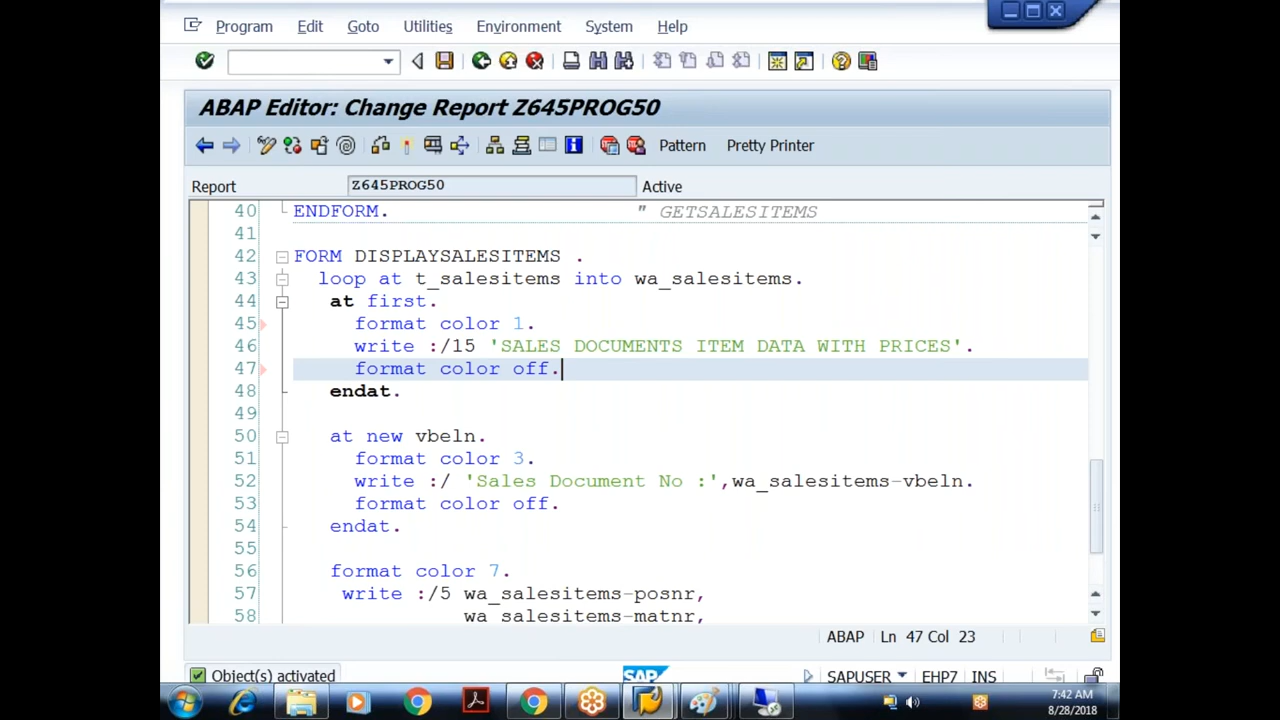 Program Edit Goto Utilities Environment System Help
ABAP Editor: Change Report Z645PROG50
Pattern Pretty Printer
Report Z645PROG50 Active
40 ENDFORM. " GETSALESITEMS
41
42 FORM DISPLAYSALESITEMS .
43 loop at t_salesitems into wa_salesitems.
44 at first.
45 format color 1.
46 write :/15 'SALES DOCUMENTS ITEM DATA WITH PRICES'.
47 format color off.
48 endat.
49
50 at new vbeln.
51 format color 3.
52 write :/ 'Sales Document No :',wa_salesitems-vbeln.
53 format color off.
54 endat.
55
56 format color 7.
57 write :/5 wa_salesitems-posnr,
58 wa_salesitems-matnr,
ABAP Ln 47 Col 23
Object(s) activated SAP SAPUSER EHP7 INS
7:42 AM
8/28/2018